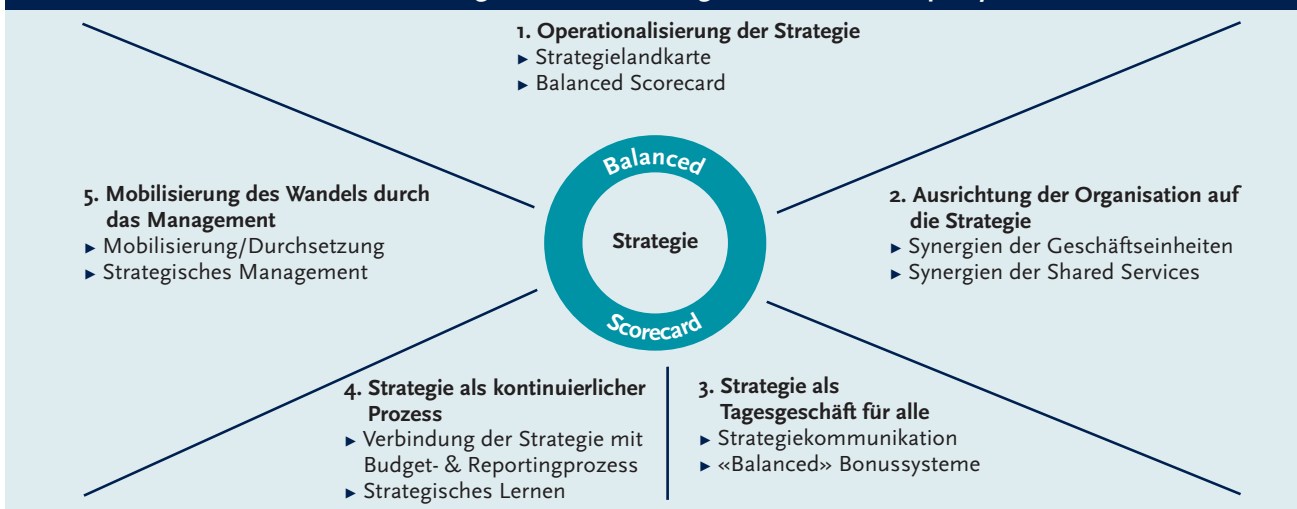 1. Operationalisierung der Strategie
► Strategielandkarte
► Balanced Scorecard
5. Mobilisierung des Wandels durch
das Management
► Mobilisierung/Durchsetzung
► Strategisches Management
Balanced
Strategie
Scorecard
2. Ausrichtung der Organisation auf
die Strategie
► Synergien der Geschäftseinheiten
► Synergien der Shared Services
4. Strategie als kontinuierlicher
Prozess
► Verbindung der Strategie mit
Budget- & Reportingprozess
► Strategisches Lernen
3. Strategie als
Tagesgeschäft für alle
► Strategiekommunikation
► «Balanced» Bonussysteme